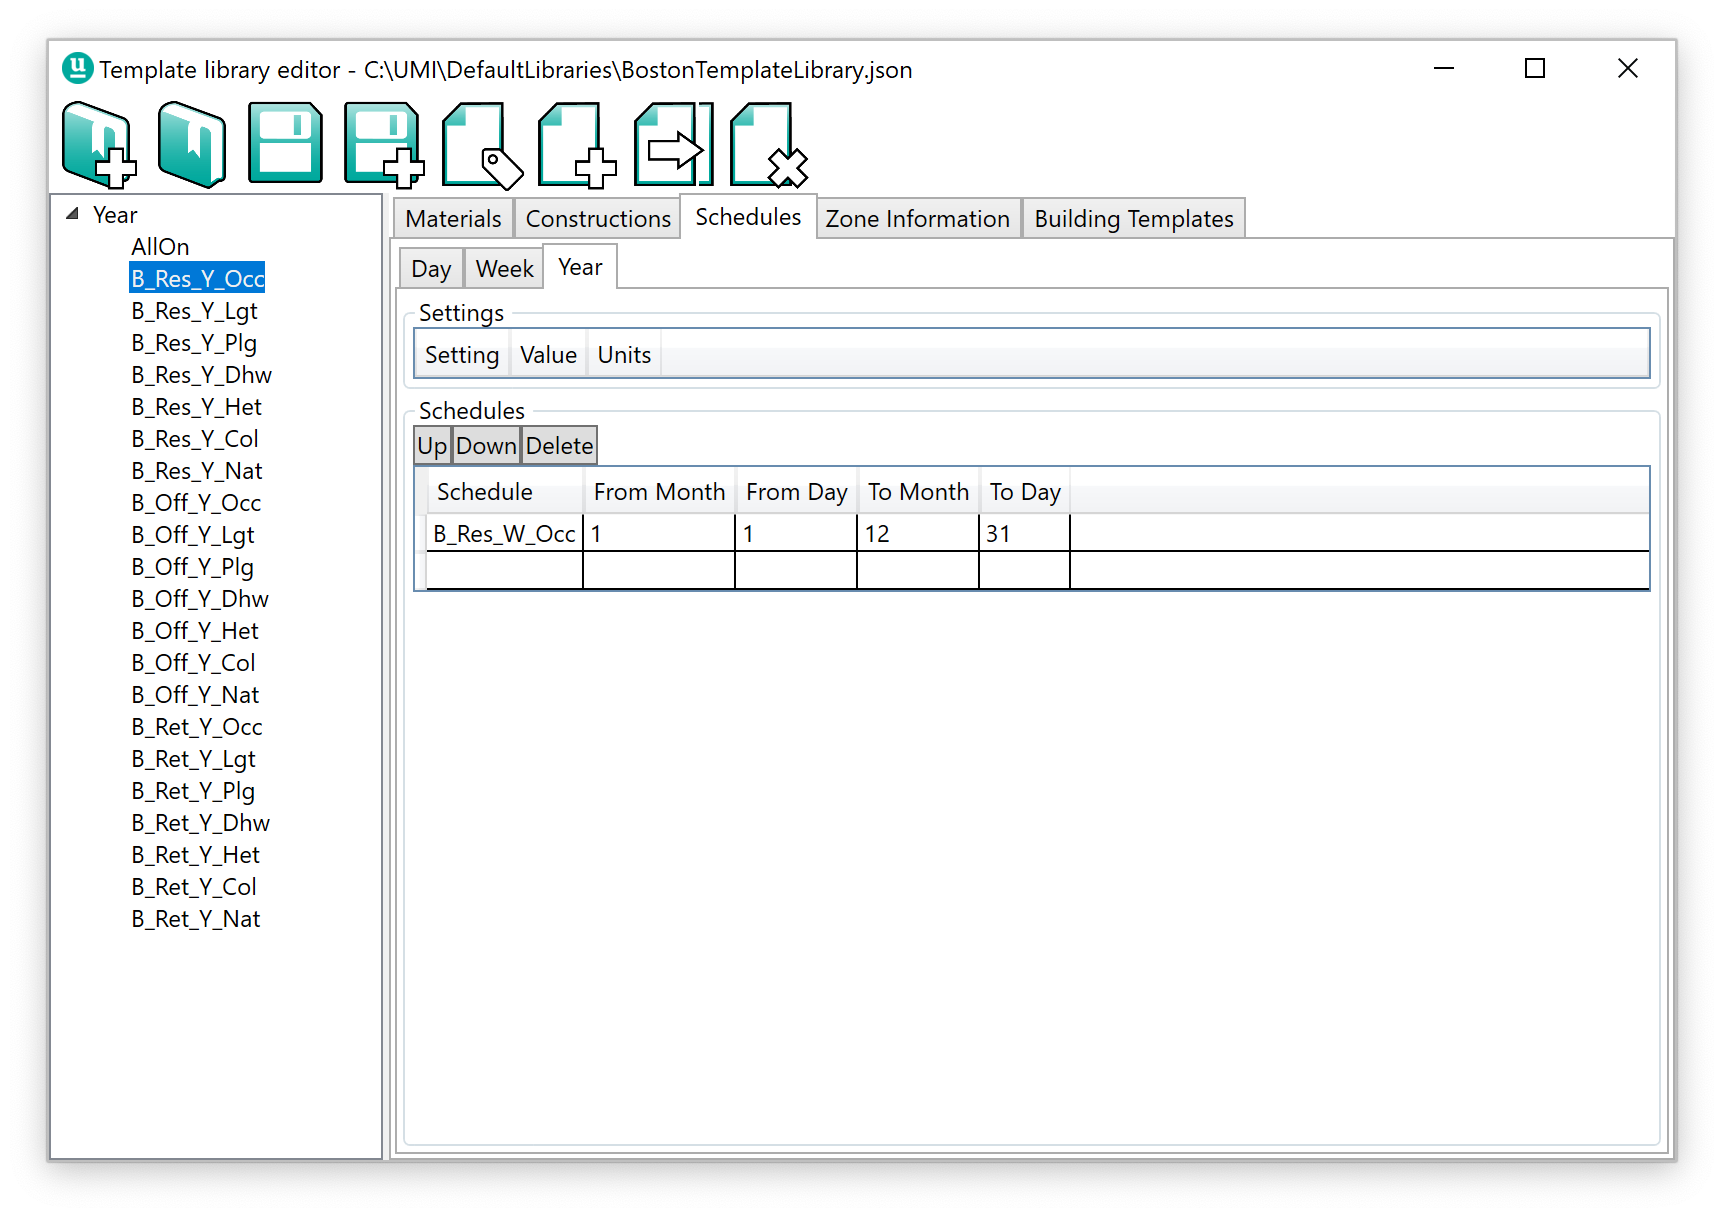 Template library editor - C:\UMI\DefaultLibraries\BostonTemplateLibrary.json
Year
AllOn
B_Res_Y_Occ
B_Res_Y_Lgt
B_Res_Y_Plg
B_Res_Y_Dhw
B_Res_Y_Het
B_Res_Y_Col
B_Res_Y_Nat
B_Off_Y_Occ
B_Off_Y_Lgt
B_Off_Y_Plg
B_Off_Y_Dhw
B_Off_Y_Het
B_Off_Y_Col
B_Off_Y_Nat
B_Ret_Y_Occ
B_Ret_Y_Lgt
B_Ret_Y_Plg
B_Ret_Y_Dhw
B_Ret_Y_Het
B_Ret_Y_Col
B_Ret_Y_Nat
Materials Constructions Schedules Zone Information Building Templates
Day Week Year
Settings
Setting Value Units
Schedules
Up Down Delete
Schedule From Month From Day To Month To Day
B_Res_W_Occ 1 1 12 31